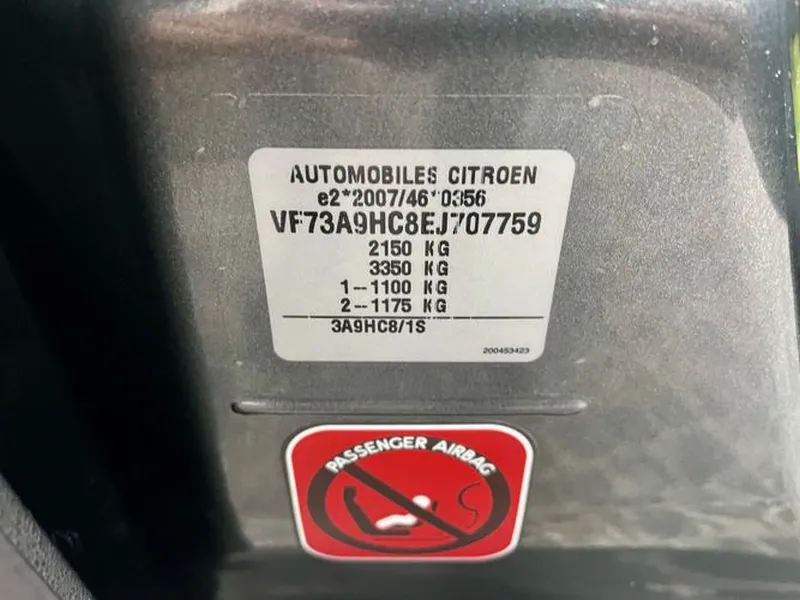 AUTOMOBILES CITROEN
e2*2007/46*0356
VF73A9HC8EJ707759
2150 KG
3350 KG
1--1100 KG
2--1175 KG
3A9HC8/1S
200453423
PASSENGER AIRBAG